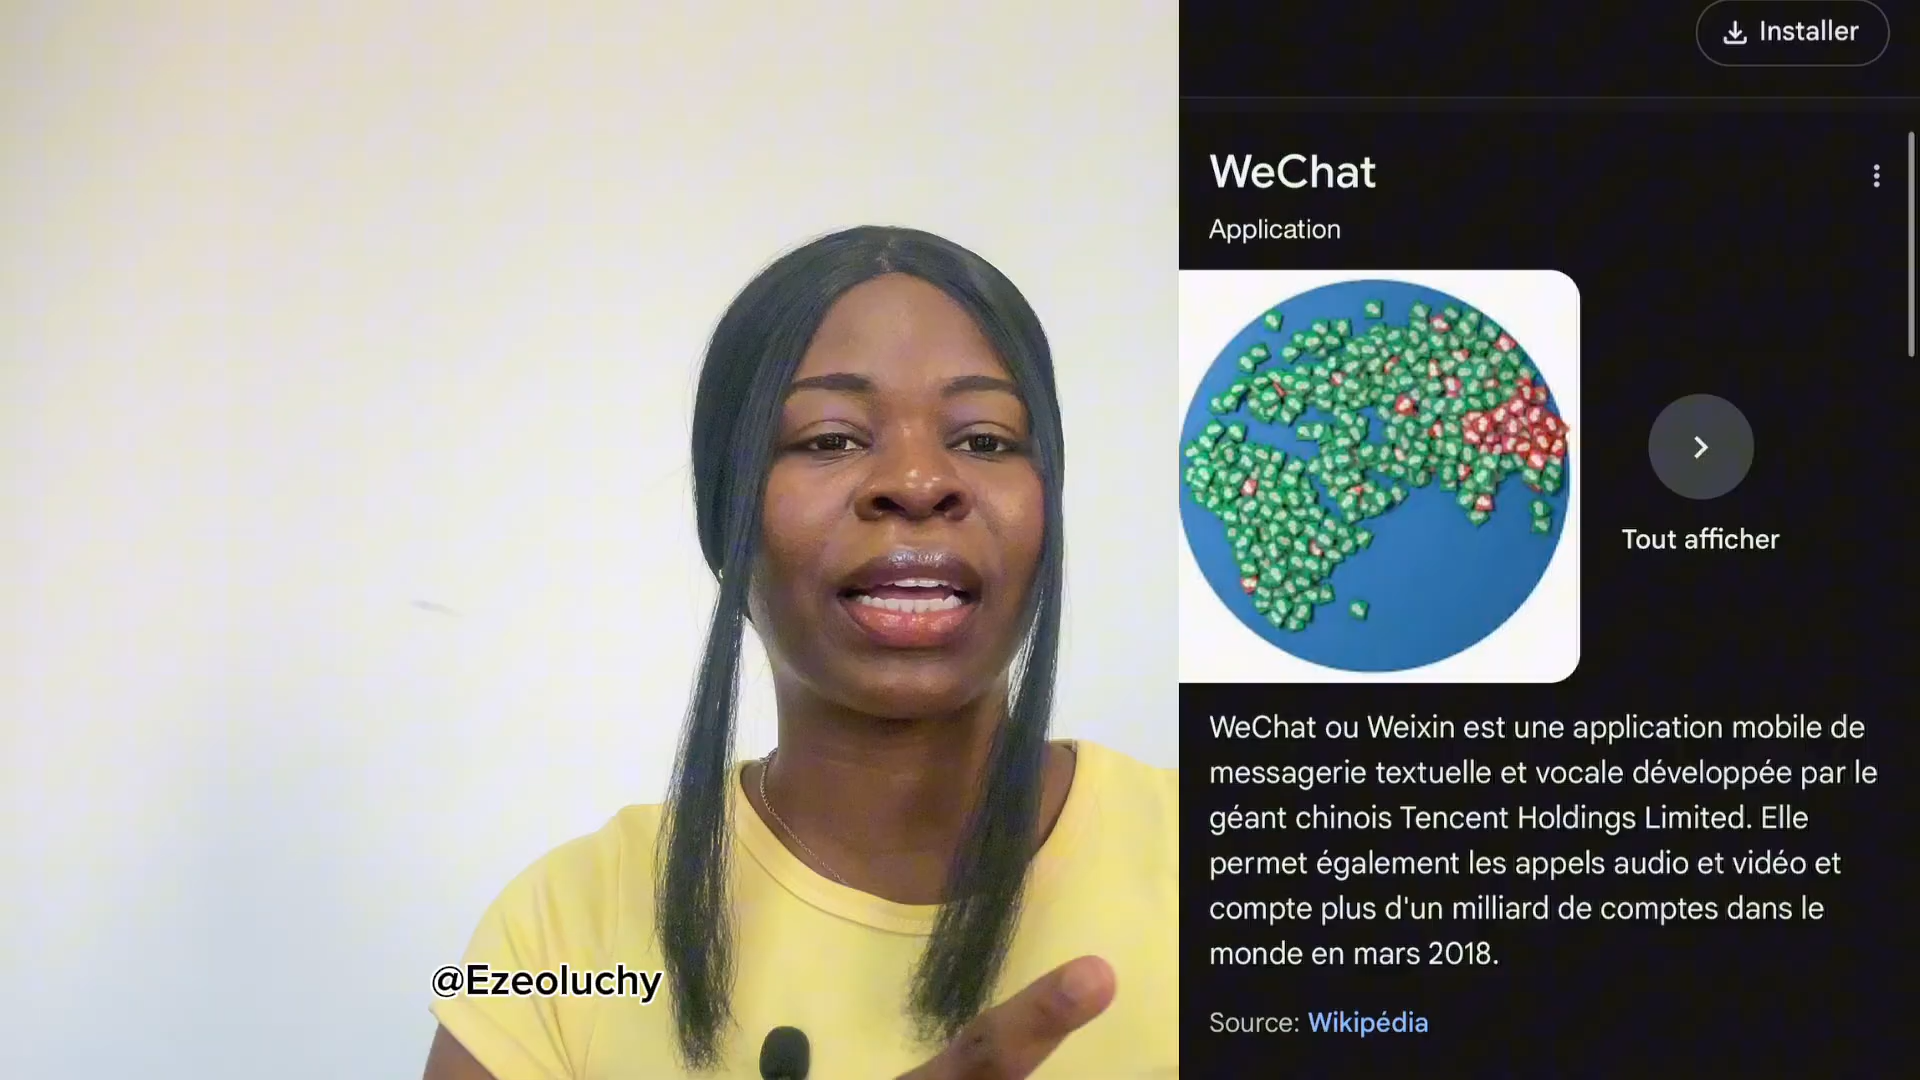 Installer
WeChat
Application
Tout afficher
WeChat ou Weixin est une application mobile de
messagerie textuelle et vocale développée par le
géant chinois Tencent Holdings Limited. Elle
permet également les appels audio et vidéo et
compte plus d'un milliard de comptes dans le
monde en mars 2018.
Source: Wikipédia
@Ezeoluchy